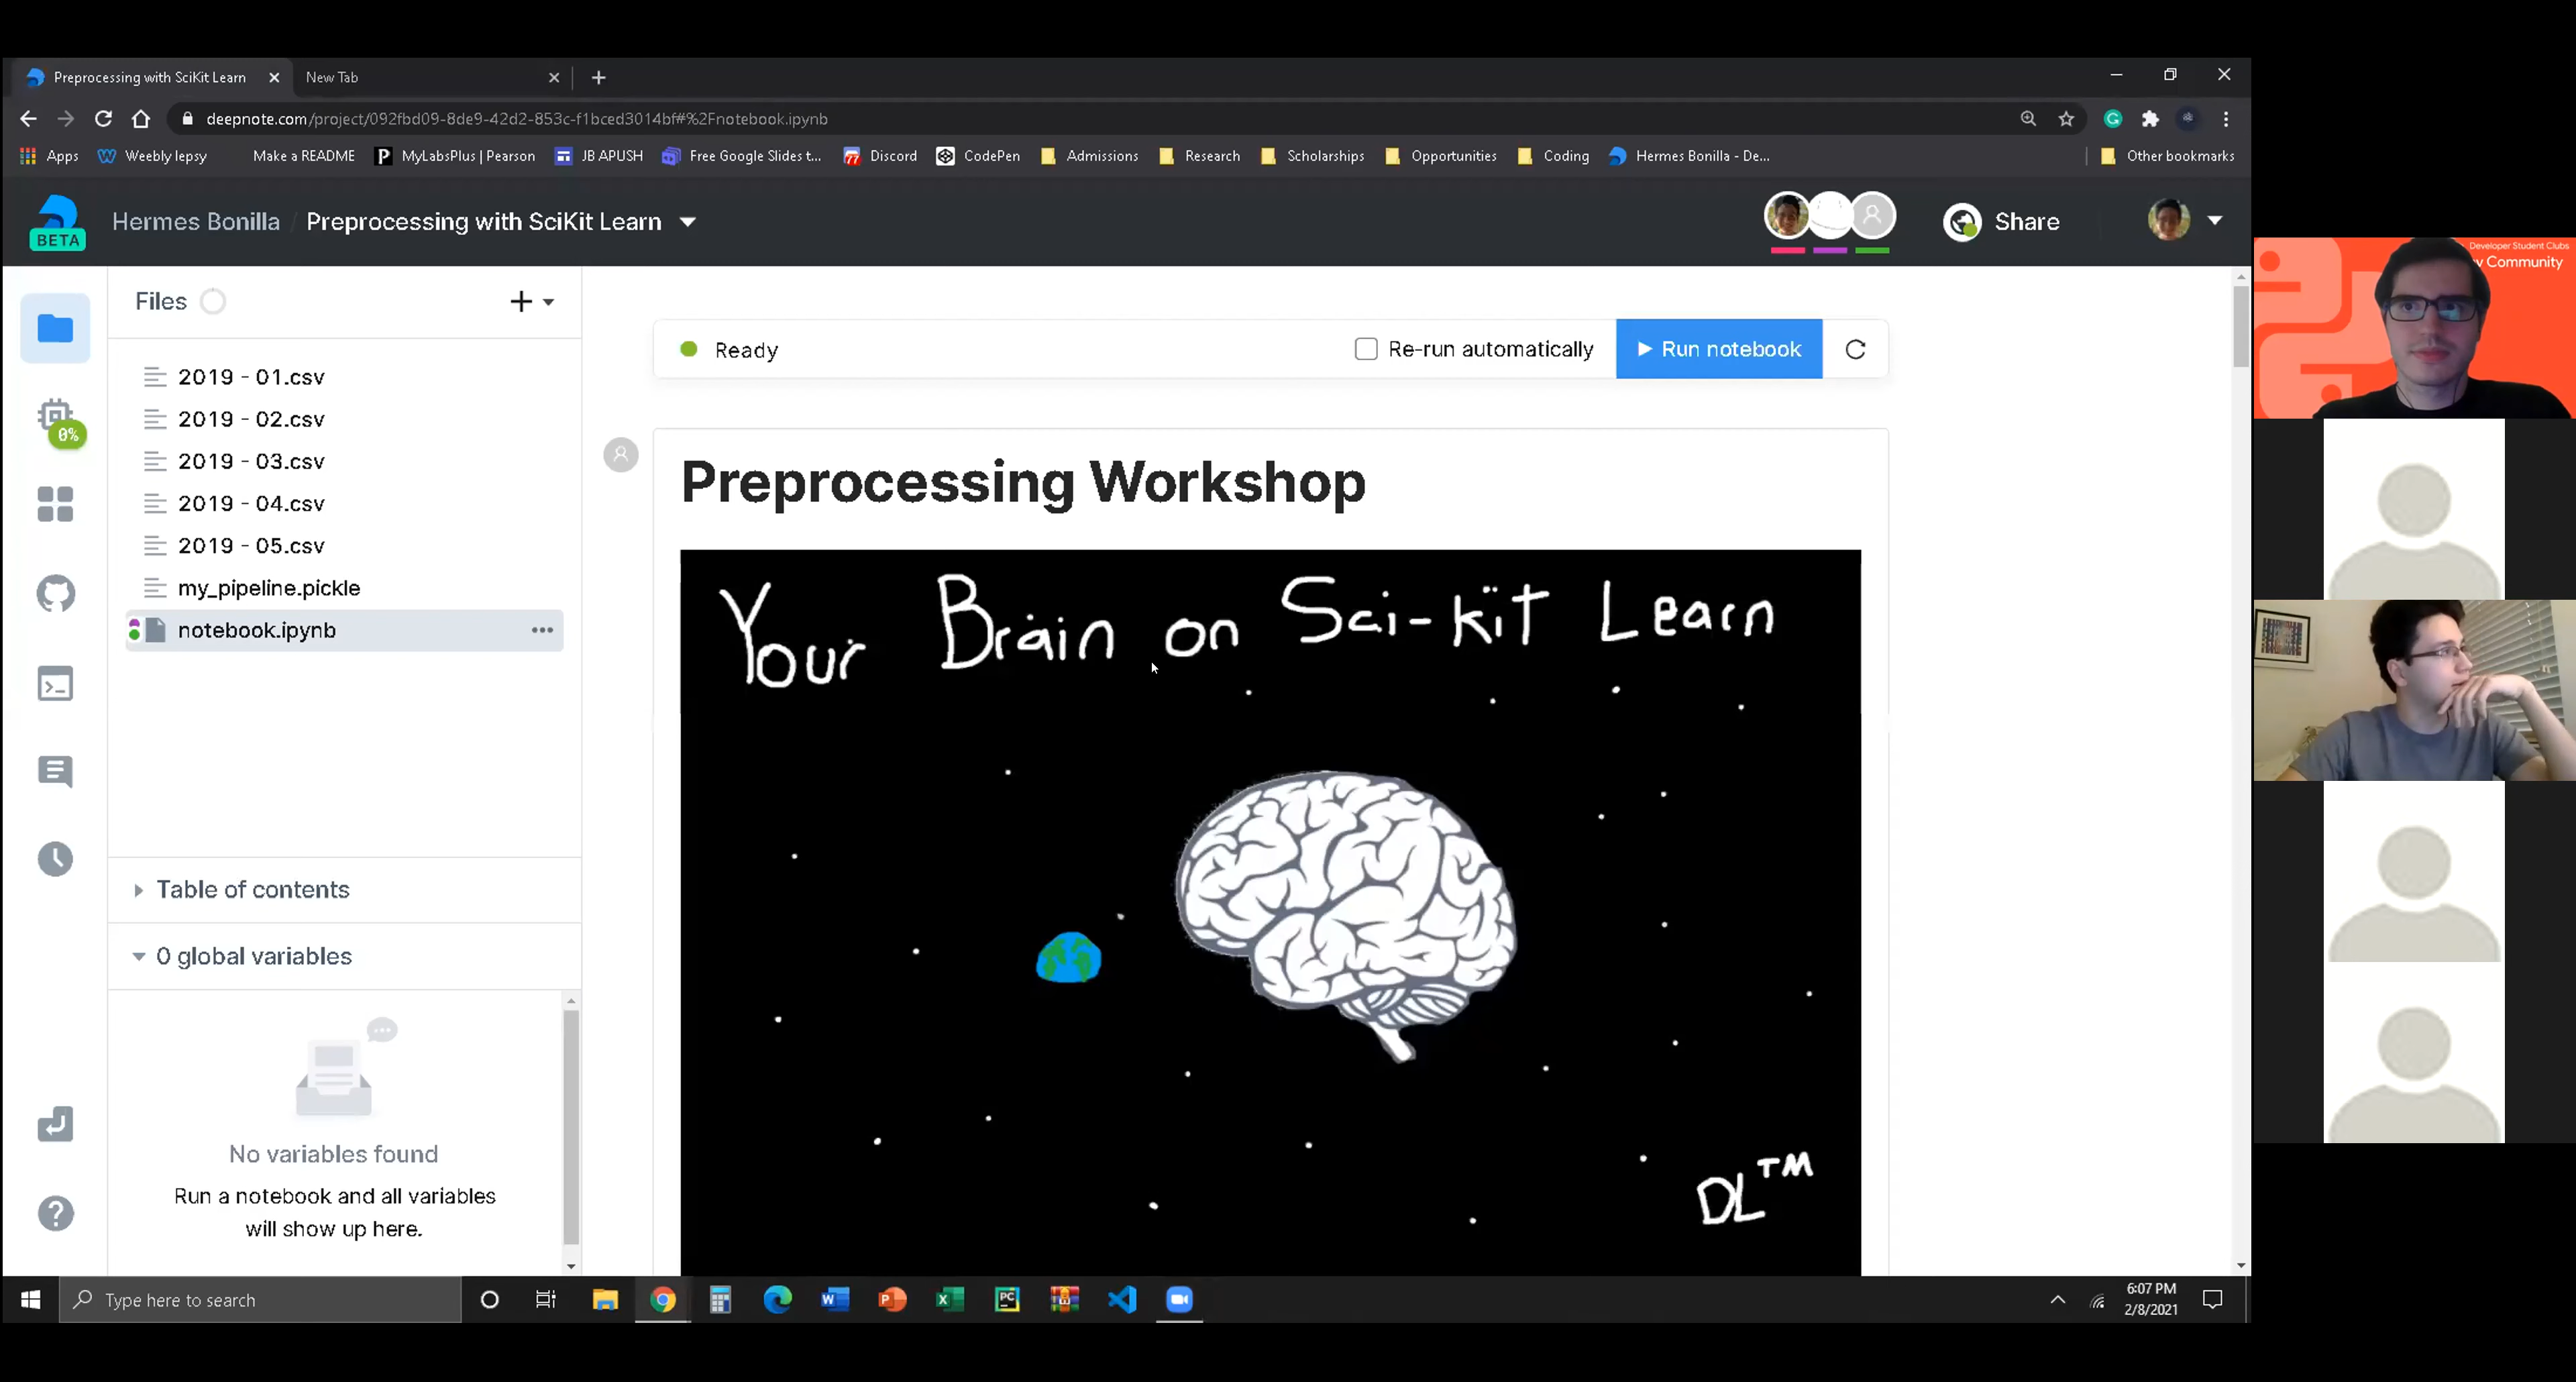 Preprocessing with SciKit Learn
New Tab
deepnote.com/project/092fbd09-8de9-42d2-853c-f1bced3014bf#%2Fnotebook.ipynb
Apps
Weebly lepsy
Make a README
MyLabsPlus | Pearson
JB APUSH
Free Google Slides t...
Discord
CodePen
Admissions
Research
Scholarships
Opportunities
Coding
Hermes Bonilla - De...
Other bookmarks
BETA
Hermes Bonilla / Preprocessing with SciKit Learn
Share
Developer Student Clubs
v Community
Files
Ready
Re-run automatically
Run notebook
2019 - 01.csv
2019 - 02.csv
2019 - 03.csv
2019 - 04.csv
2019 - 05.csv
my_pipeline.pickle
notebook.ipynb
0%
Preprocessing Workshop
Your Brain on Sci-kit Learn
DL™
Table of contents
0 global variables
No variables found
Run a notebook and all variables
will show up here.
Type here to search
6:07 PM
2/8/2021